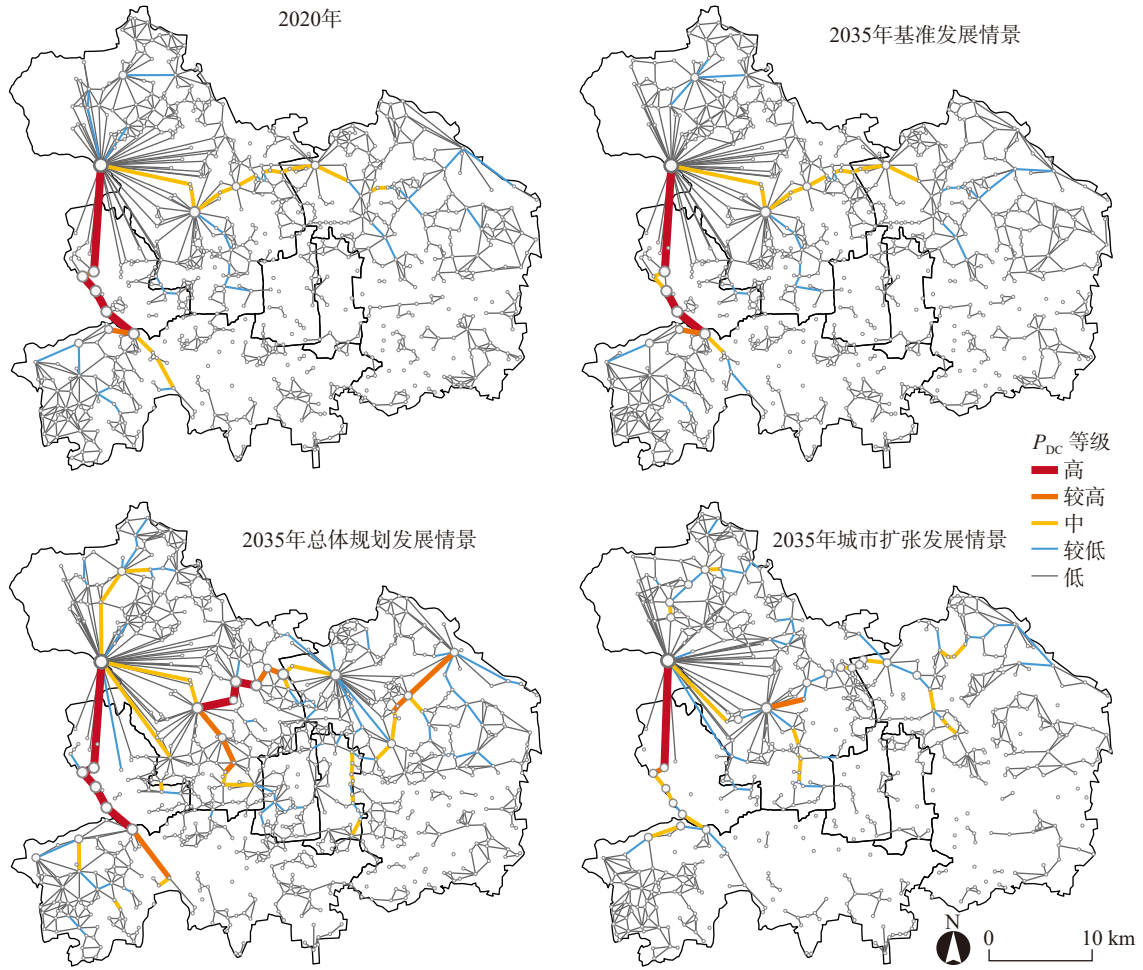 2020年
2035年基准发展情景
P_DC 等级
高
较高
中
较低
低
2035年总体规划发展情景
2035年城市扩张发展情景
N
0 10 km